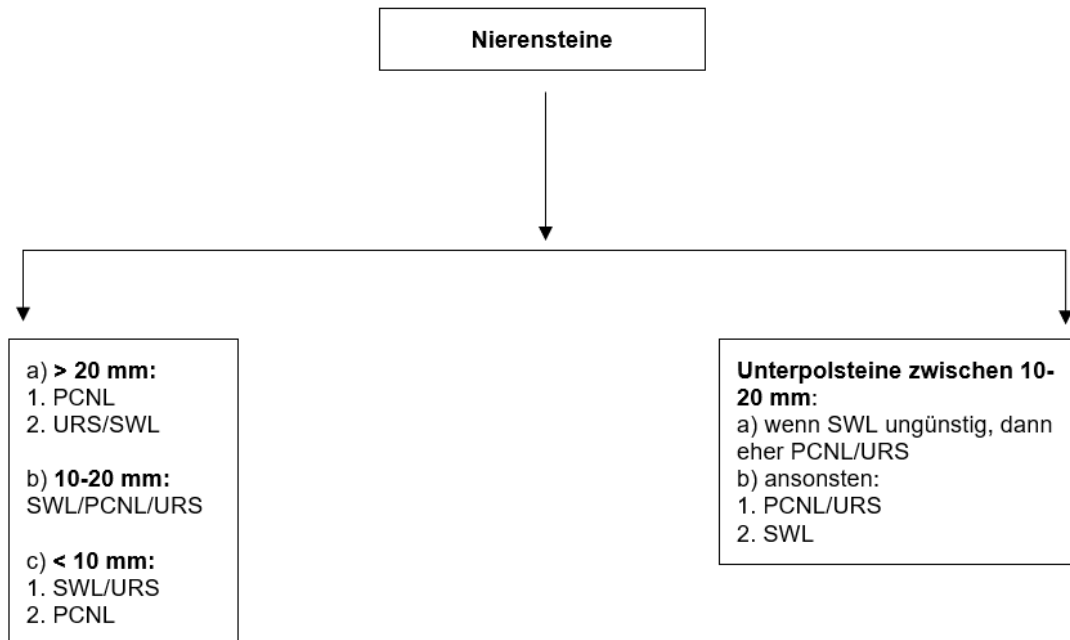 Nierensteine
a) > 20 mm:
1. PCNL
2. URS/SWL
b) 10-20 mm:
SWL/PCNL/URS
c) < 10 mm:
1. SWL/URS
2. PCNL
Unterpolsteine zwischen 10-
20 mm:
a) wenn SWL ungünstig, dann
eher PCNL/URS
b) ansonsten:
1. PCNL/URS
2. SWL